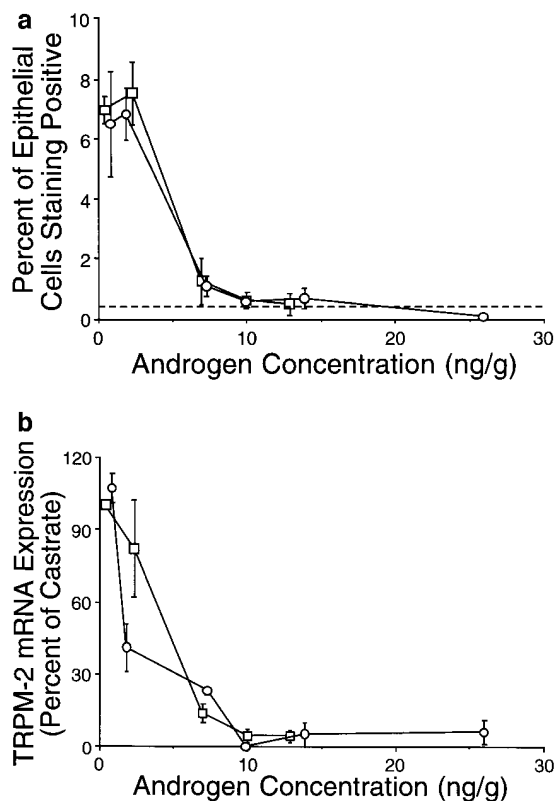 a
Percent of Epithelial
Cells Staining Positive
10
8
6
4
2
0
0
10
20
30
Androgen Concentration (ng/g)
b
TRPM-2 mRNA Expression
(Percent of Castrate)
120
90
60
30
0
0
10
20
30
Androgen Concentration (ng/g)